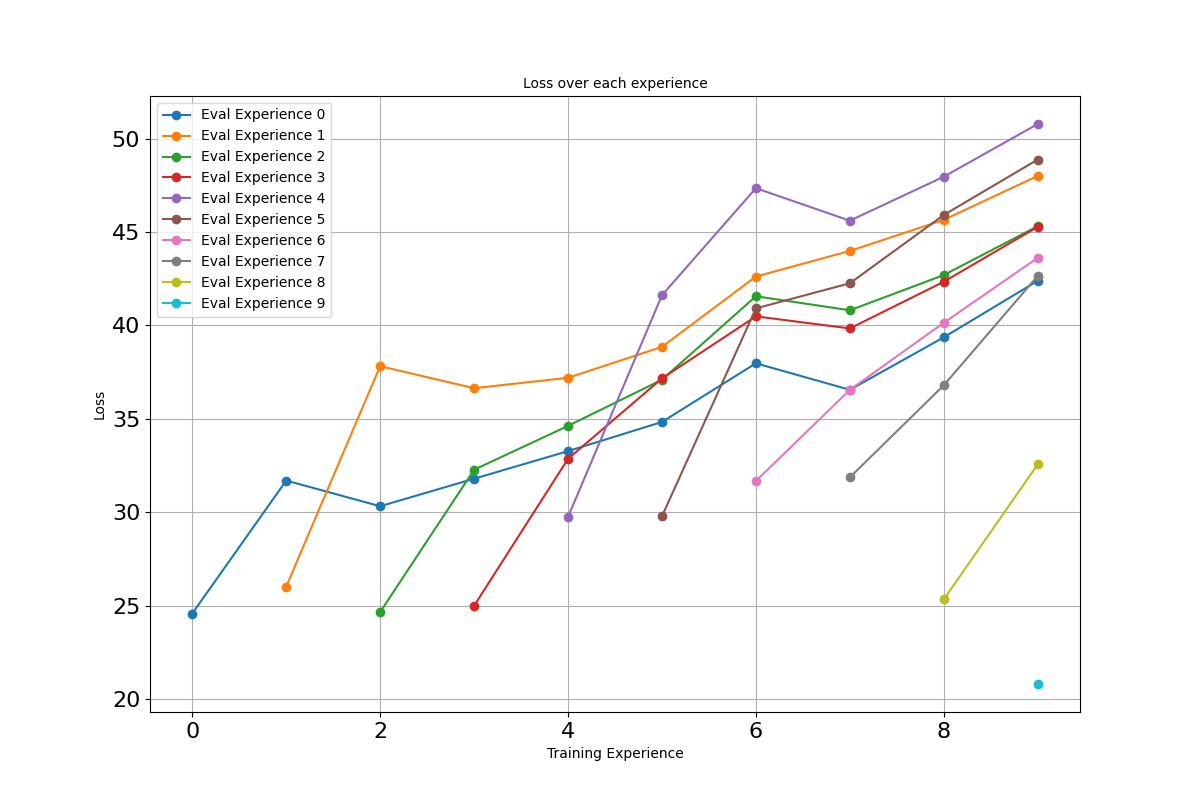 Loss over each experience
Eval Experience 0
Eval Experience 1
Eval Experience 2
Eval Experience 3
Eval Experience 4
Eval Experience 5
Eval Experience 6
Eval Experience 7
Eval Experience 8
Eval Experience 9
50
45
40
35
30
25
20
Loss
0 2 4 6 8
Training Experience